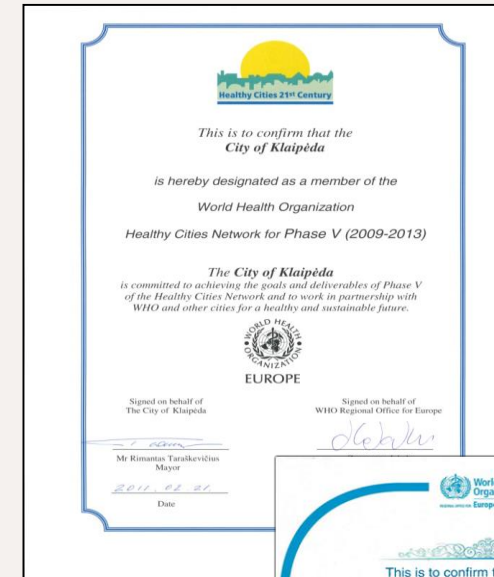 Healthy Cities 21st Century
This is to confirm that the
City of Klaipėda
is hereby designated as a member of the
World Health Organization
Healthy Cities Network for Phase V (2009-2013)
The City of Klaipėda
is committed to achieving the goals and deliverables of Phase V
of the Healthy Cities Network and to work in partnership with
WHO and other cities for a healthy and sustainable future.
WORLD HEALTH ORGANIZATION
EUROPE
Signed on behalf of
The City of Klaipėda
Signed on behalf of
WHO Regional Office for Europe
Mr Rimantas Taraškevičius
Mayor
2011. 02 21.
Date
This is to confirm t